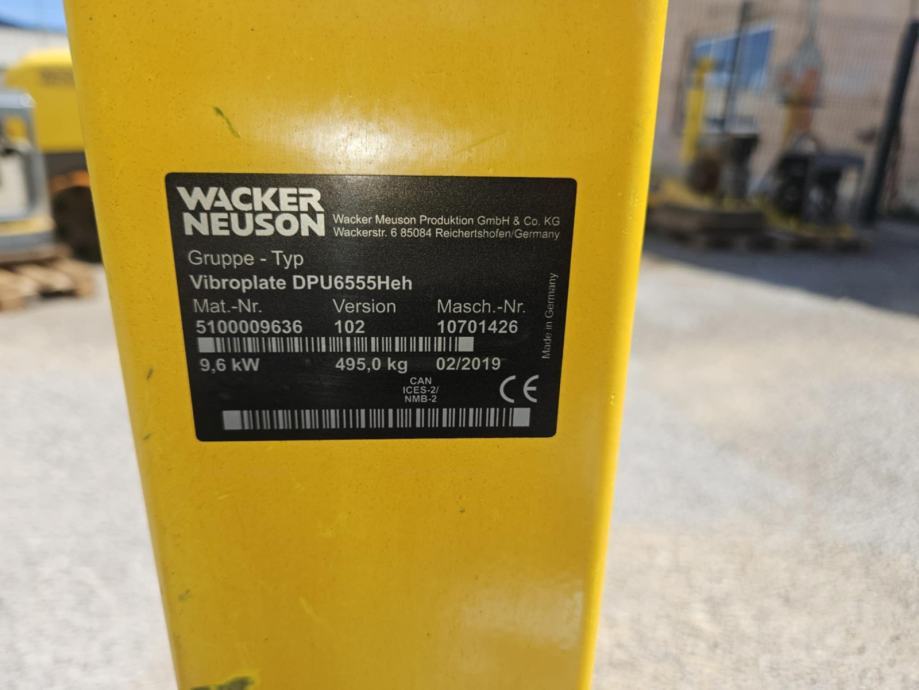 WACKER
NEUSON
Wacker Meuson Produktion GmbH & Co. KG
Wackerstr. 6 85084 Reichertshofen/Germany
Gruppe - Typ
Vibroplate DPU6555Heh
Mat.-Nr. Version Masch.-Nr.
5100009636 102 10701426
9,6 kW 495,0 kg 02/2019
Made in Germany
CAN
ICES-2/
NMB-2
CE